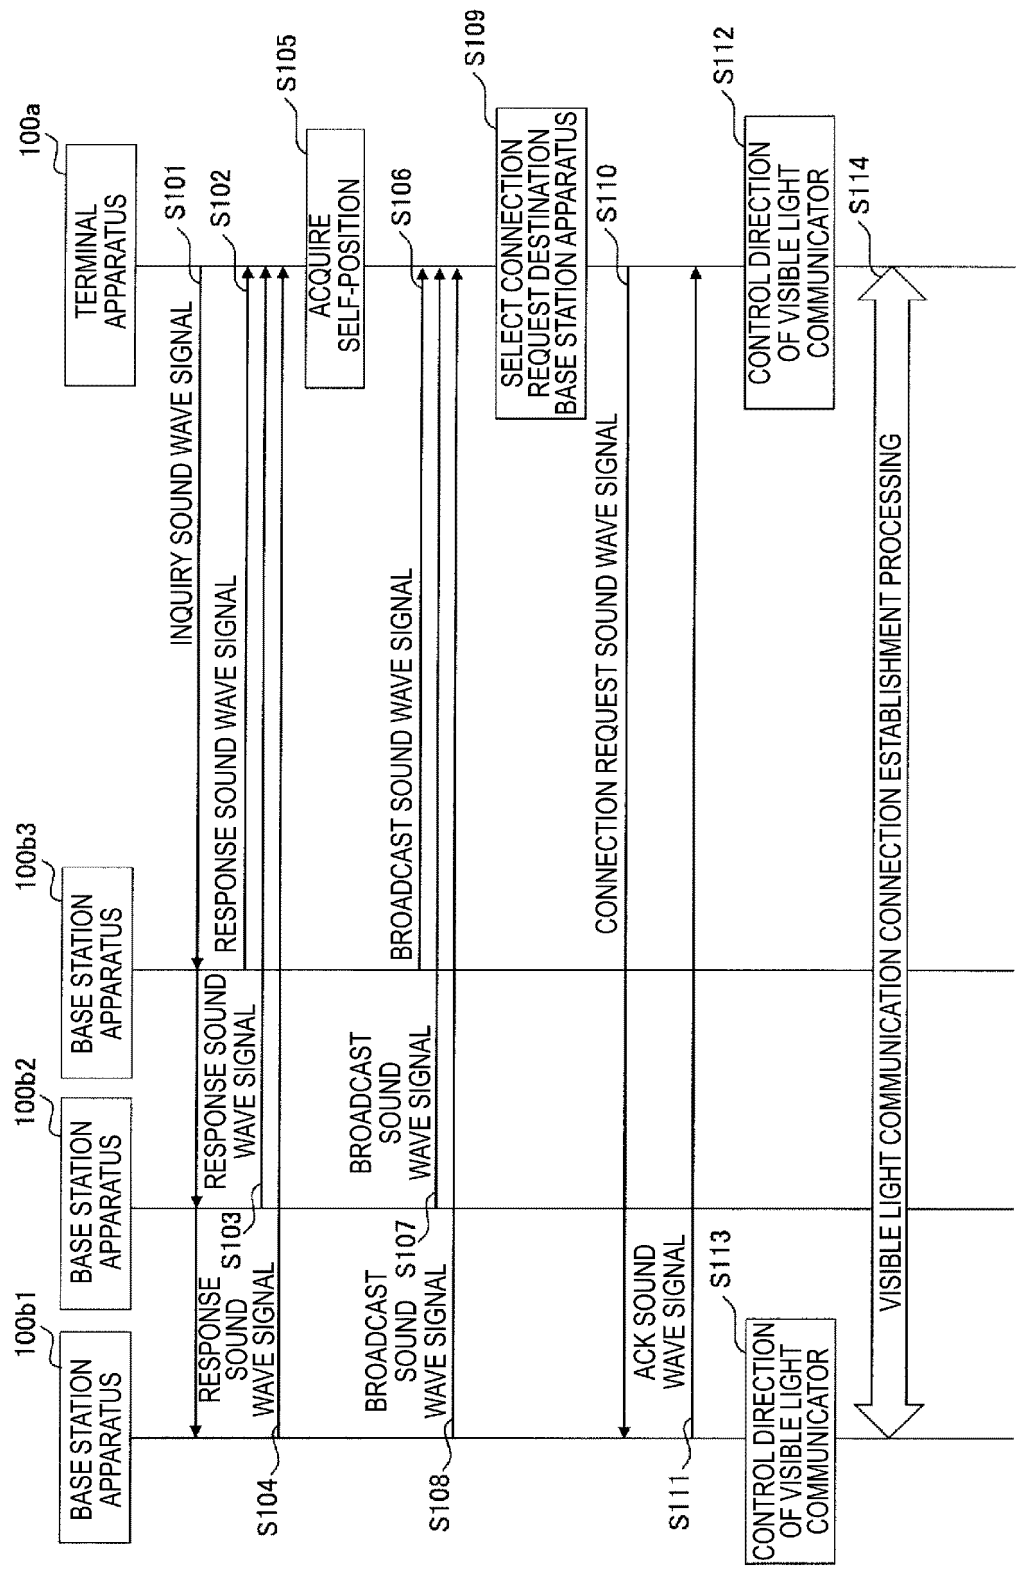 100b1
BASE STATION
APPARATUS
100b2
BASE STATION
APPARATUS
100b3
BASE STATION
APPARATUS
100a
TERMINAL
APPARATUS
INQUIRY SOUND WAVE SIGNAL
S101
RESPONSE SOUND WAVE SIGNAL
S102
RESPONSE SOUND
WAVE SIGNAL
S103
RESPONSE
SOUND
WAVE SIGNAL
S104
ACQUIRE
SELF-POSITION
S105
BROADCAST SOUND WAVE SIGNAL
S106
BROADCAST
SOUND
WAVE SIGNAL
S107
BROADCAST
SOUND
WAVE SIGNAL
S108
SELECT CONNECTION
REQUEST DESTINATION
BASE STATION APPARATUS
S109
CONNECTION REQUEST SOUND WAVE SIGNAL
S110
ACK SOUND
WAVE SIGNAL
S111
CONTROL DIRECTION
OF VISIBLE LIGHT
COMMUNICATOR
S112
CONTROL DIRECTION
OF VISIBLE LIGHT
COMMUNICATOR
S113
VISIBLE LIGHT COMMUNICATION CONNECTION ESTABLISHMENT PROCESSING
S114